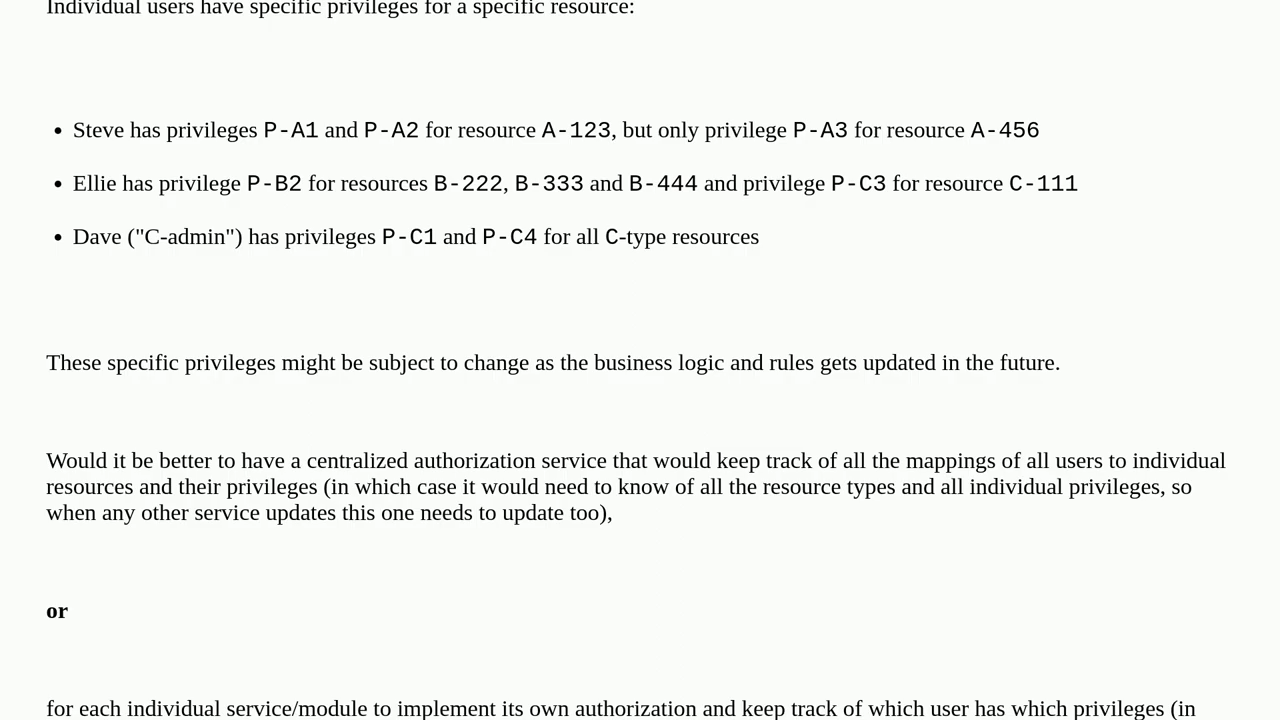 Individual users have specific privileges for a specific resource:
• Steve has privileges P-A1 and P-A2 for resource A-123, but only privilege P-A3 for resource A-456
• Ellie has privilege P-B2 for resources B-222, B-333 and B-444 and privilege P-C3 for resource C-111
• Dave ("C-admin") has privileges P-C1 and P-C4 for all C-type resources
These specific privileges might be subject to change as the business logic and rules gets updated in the future.
Would it be better to have a centralized authorization service that would keep track of all the mappings of all users to individual
resources and their privileges (in which case it would need to know of all the resource types and all individual privileges, so
when any other service updates this one needs to update too),
or
for each individual service/module to implement its own authorization and keep track of which user has which privileges (in